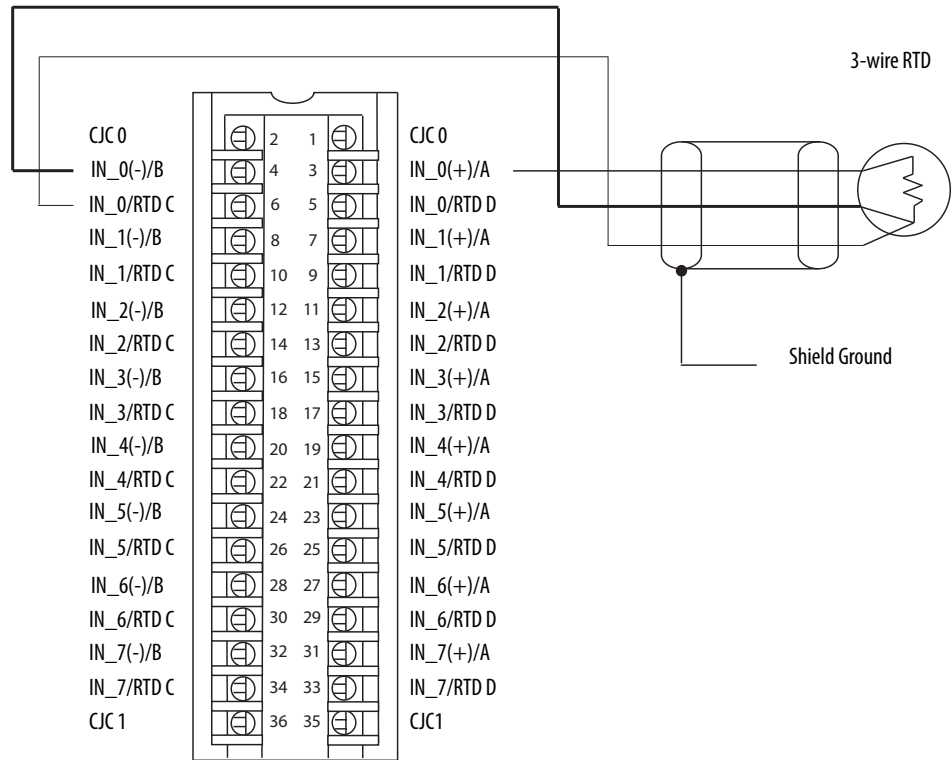 3-wire RTD
CJC 0 2 1 CJC 0
IN_0(-)/B 4 3 IN_0(+)/A
IN_0/RTD C 6 5 IN_0/RTD D
IN_1(-)/B 8 7 IN_1(+)/A
IN_1/RTD C 10 9 IN_1/RTD D
IN_2(-)/B 12 11 IN_2(+)/A
IN_2/RTD C 14 13 IN_2/RTD D
Shield Ground
IN_3(-)/B 16 15 IN_3(+)/A
IN_3/RTD C 18 17 IN_3/RTD D
IN_4(-)/B 20 19 IN_4(+)/A
IN_4/RTD C 22 21 IN_4/RTD D
IN_5(-)/B 24 23 IN_5(+)/A
IN_5/RTD C 26 25 IN_5/RTD D
IN_6(-)/B 28 27 IN_6(+)/A
IN_6/RTD C 30 29 IN_6/RTD D
IN_7(-)/B 32 31 IN_7(+)/A
IN_7/RTD C 34 33 IN_7/RTD D
CJC 1 36 35 CJC1